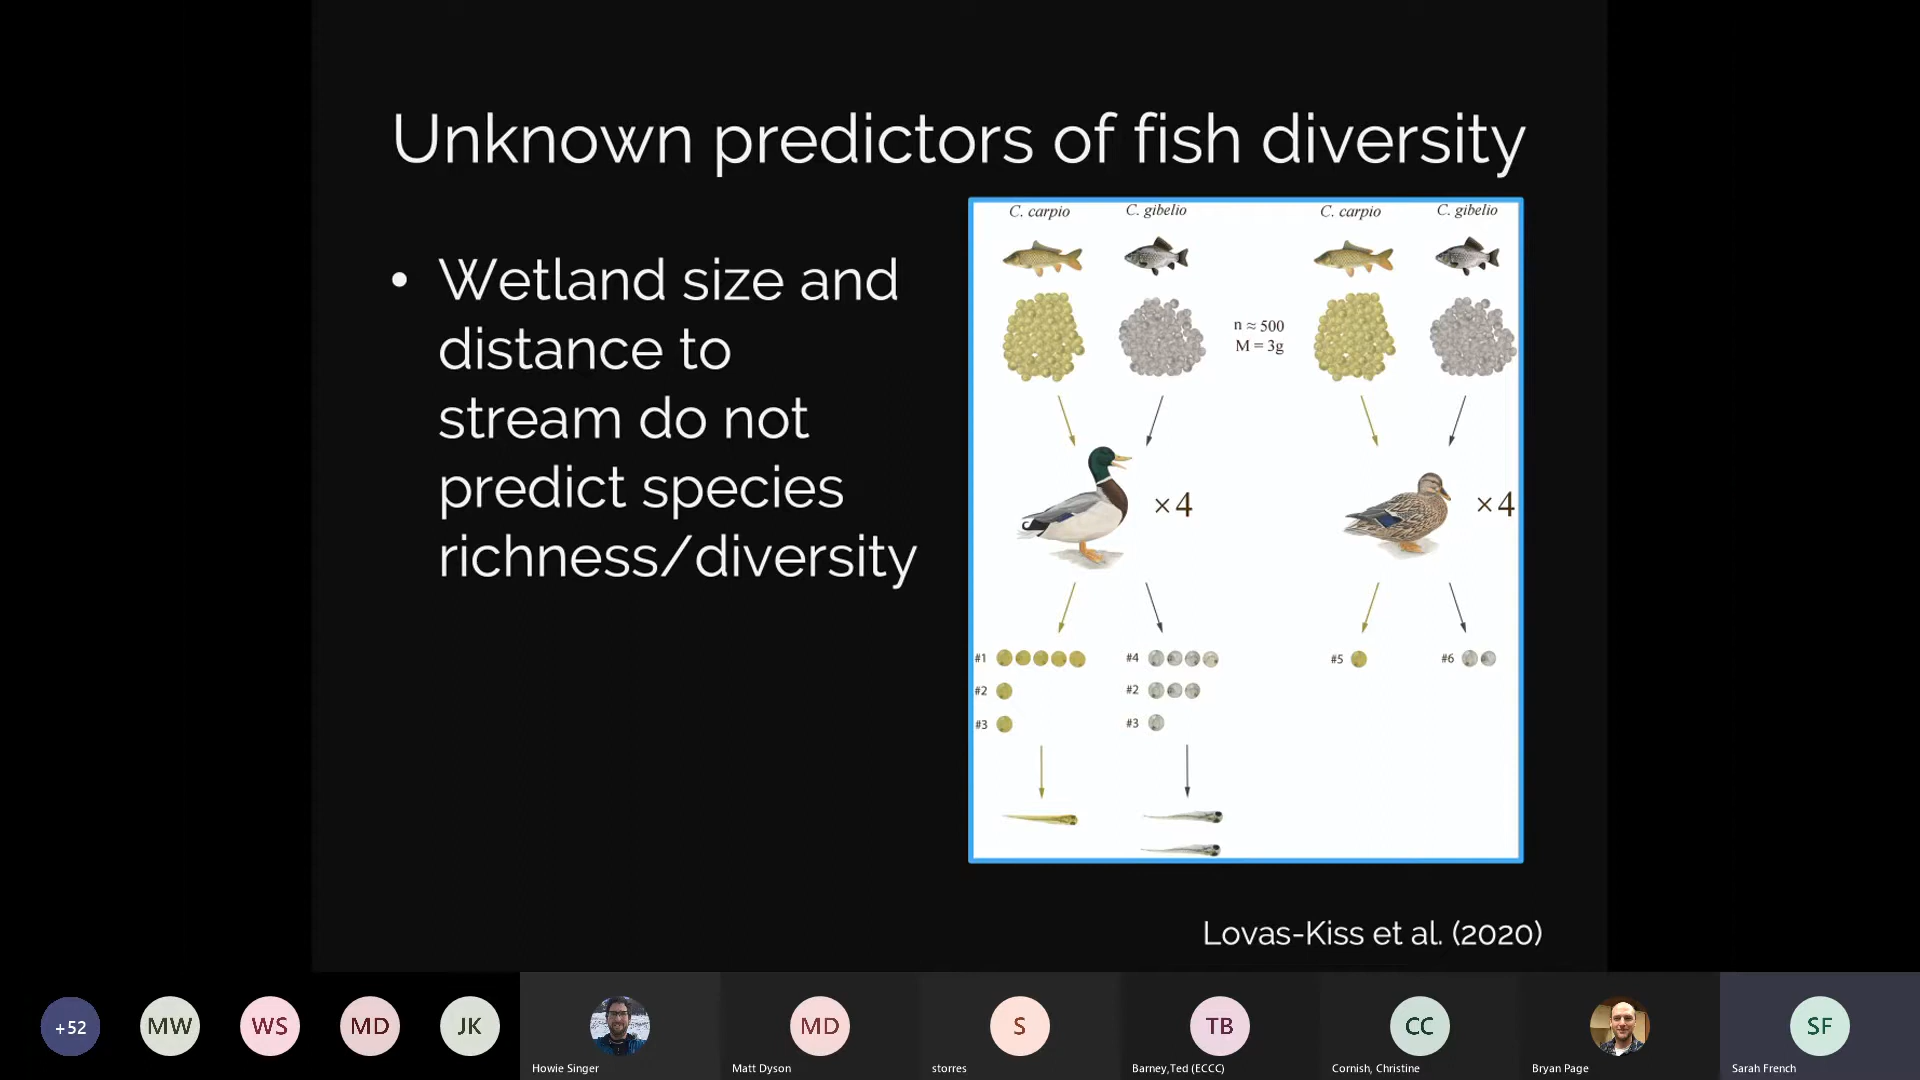 Unknown predictors of fish diversity
• Wetland size and
distance to
stream do not
predict species
richness/diversity
C. carpio
C. gibelio
C. carpio
C. gibelio
n ≈ 500
M = 3g
×4
×4
#1
#4
#5
#6
#2
#2
#3
#3
Lovas-Kiss et al. (2020)
+52
MW
WS
MD
JK
Howie Singer
MD
Matt Dyson
S
storres
TB
Barney,Ted (ECCC)
CC
Cornish, Christine
Bryan Page
SF
Sarah French